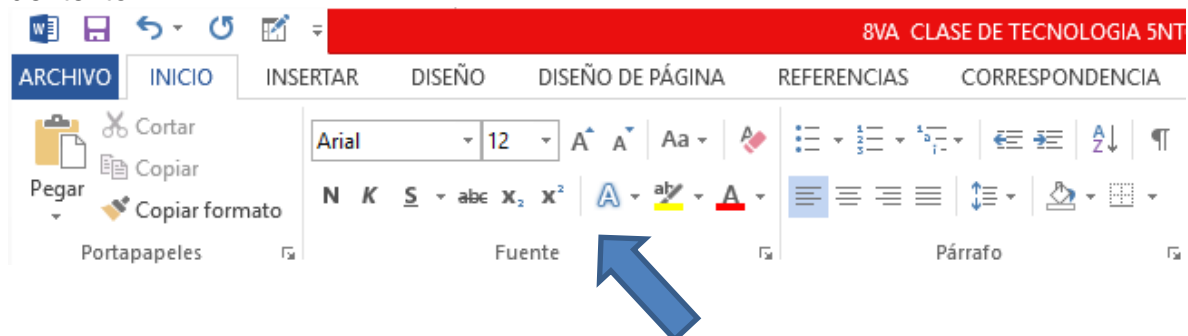 8VA CLASE DE TECNOLOGIA 5NT
ARCHIVO INICIO INSERTAR DISEÑO DISEÑO DE PÁGINA REFERENCIAS CORRESPONDENCIA
Cortar
Copiar
Pegar
Copiar formato
Portapapeles
Arial 12 A A Aa
N K S abc X₂ X² A ab A
Fuente
A Z
Párrafo